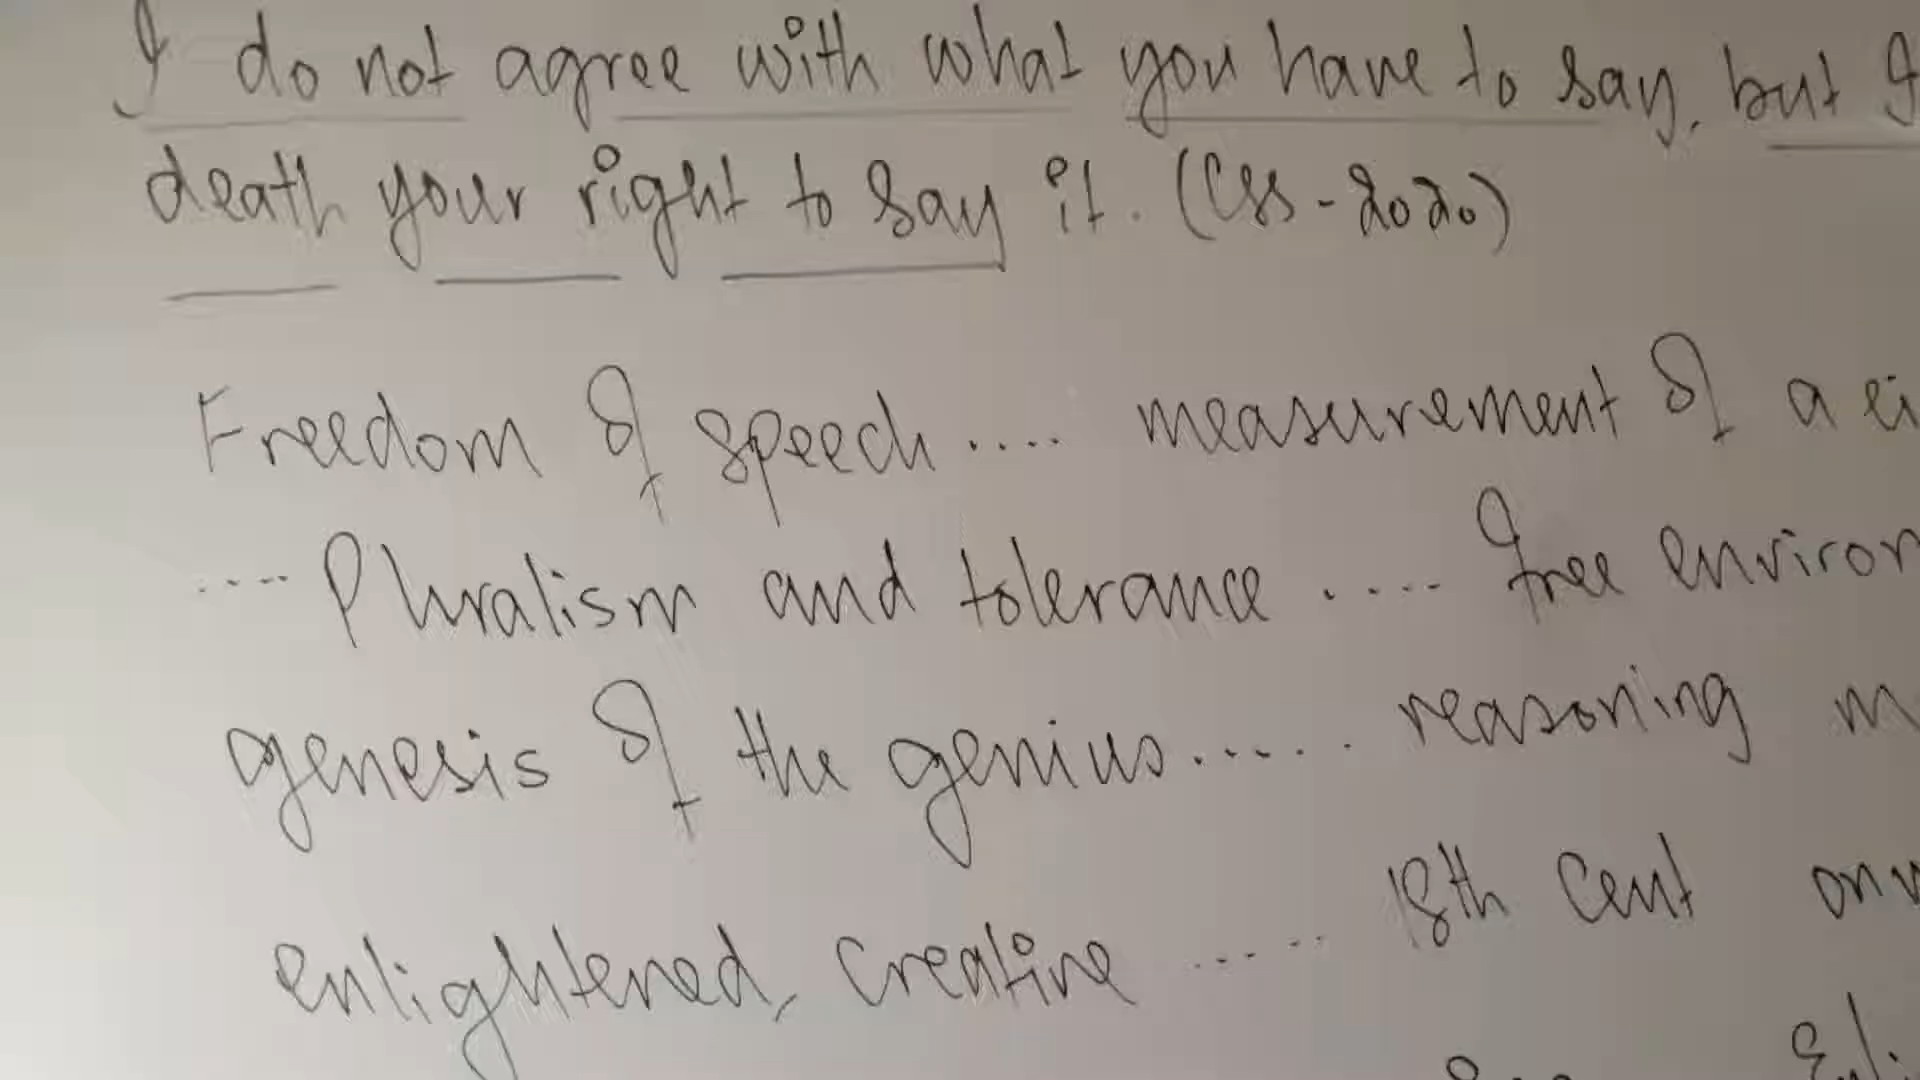 I do not agree with what you have to say, but I
death your right to say it. (CSS-2020)
Freedom of speech .... measurement of a
.... Pluralism and tolerance .... free environ
genesis of the genius ..... reasoning
enlightened, creative ..... 18th Cent